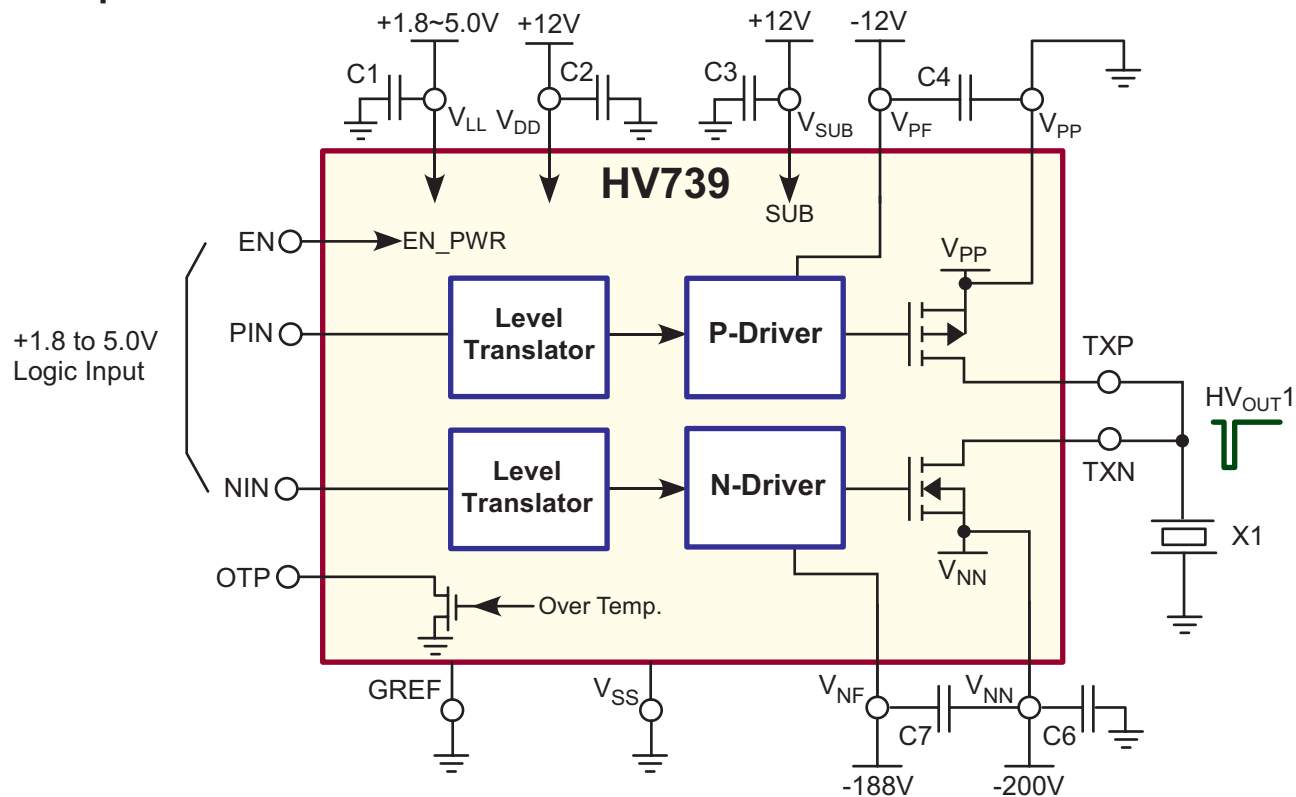 +1.8~5.0V
+12V
+12V
-12V
C1
C2
C3
C4
VLL
VDD
VSUB
VPF
VPP
HV739
SUB
EN
EN_PWR
VPP
+1.8 to 5.0V
Logic Input
PIN
Level
Translator
P-Driver
TXP
HVOUT1
TXN
NIN
Level
Translator
N-Driver
X1
VNN
OTP
Over Temp.
GREF
VSS
VNF
VNN
C7
C6
-188V
-200V